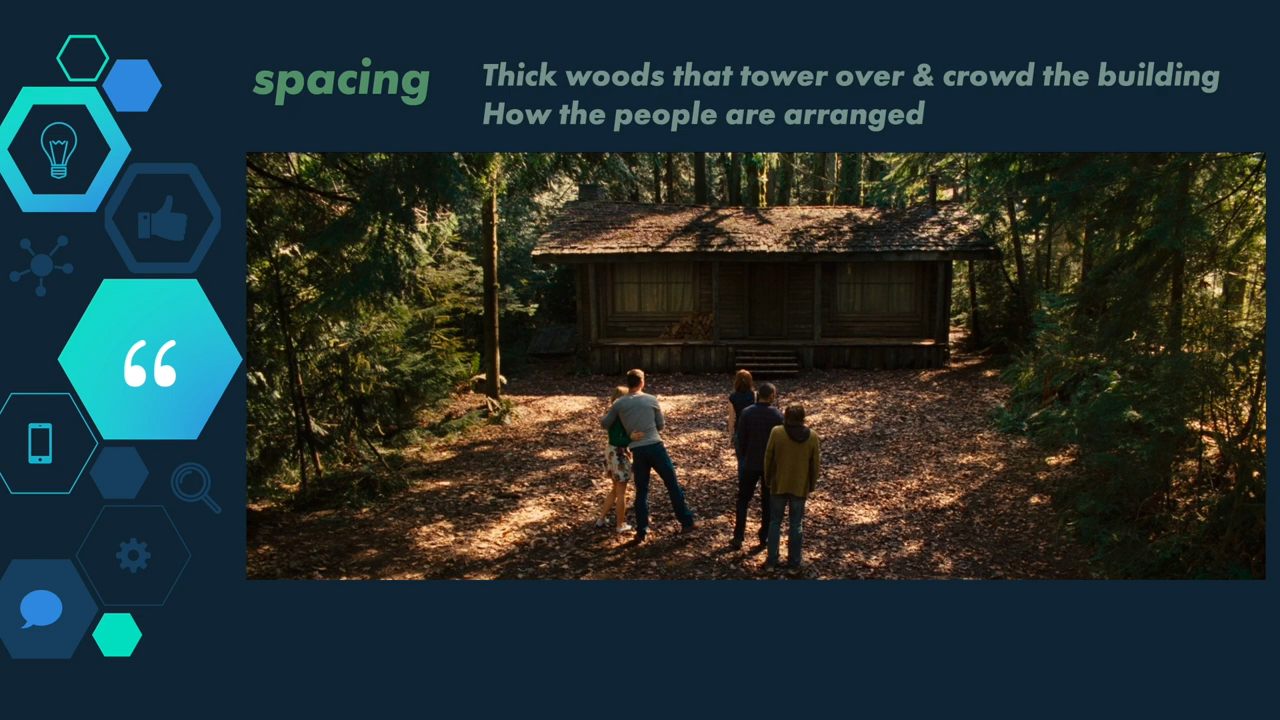 spacing
Thick woods that tower over & crowd the building
How the people are arranged